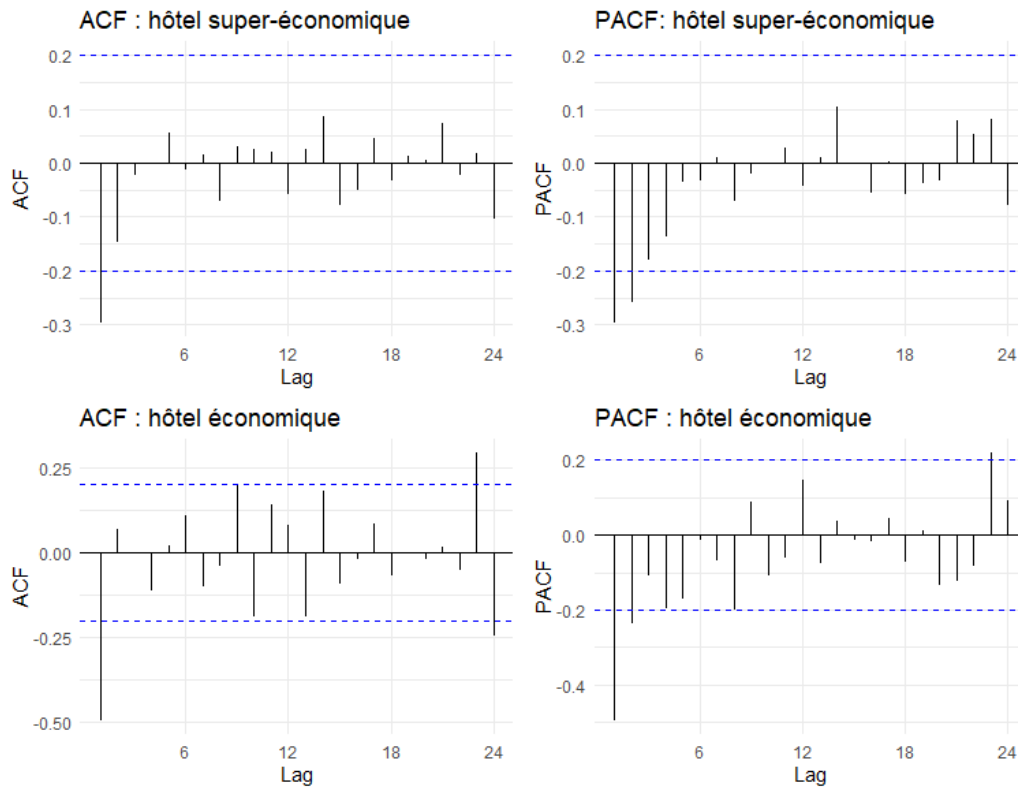 ACF : hôtel super-économique
0.2
0.1
0.0
-0.1
-0.2
-0.3
ACF
6 12 18 24
Lag
PACF: hôtel super-économique
0.2
0.1
0.0
-0.1
-0.2
-0.3
PACF
6 12 18 24
Lag
ACF : hôtel économique
0.25
0.00
-0.25
-0.50
ACF
6 12 18 24
Lag
PACF : hôtel économique
0.2
0.0
-0.2
-0.4
PACF
6 12 18 24
Lag